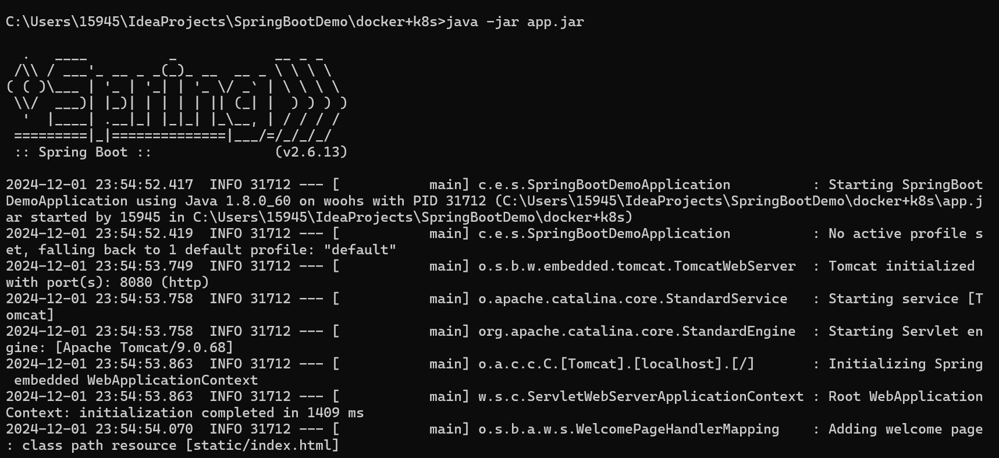 C:\Users\15945\IdeaProjects\SpringBootDemo\docker+k8s>java -jar app.jar

  .   ____          _            __ _ _
 /\\ / ___'_ __ _ _(_)_ __  __ _ \ \ \ \
( ( )\___ | '_ | '_| | '_ \/ _` | \ \ \ \
 \\/  ___)| |_)| | | | | || (_| |  ) ) ) )
  '  |____| .__|_| |_|_| |_\__, | / / / /
 =========|_|==============|___/=/_/_/_/
 :: Spring Boot ::               (v2.6.13)

2024-12-01 23:54:52.417  INFO 31712 --- [           main] c.e.s.SpringBootDemoApplication          : Starting SpringBoot
DemoApplication using Java 1.8.0_60 on woohs with PID 31712 (C:\Users\15945\IdeaProjects\SpringBootDemo\docker+k8s\app.j
ar started by 15945 in C:\Users\15945\IdeaProjects\SpringBootDemo\docker+k8s)
2024-12-01 23:54:52.419  INFO 31712 --- [           main] c.e.s.SpringBootDemoApplication          : No active profile s
et, falling back to 1 default profile: "default"
2024-12-01 23:54:53.749  INFO 31712 --- [           main] o.s.b.w.embedded.tomcat.TomcatWebServer  : Tomcat initialized
with port(s): 8080 (http)
2024-12-01 23:54:53.758  INFO 31712 --- [           main] o.apache.catalina.core.StandardService   : Starting service [T
omcat]
2024-12-01 23:54:53.758  INFO 31712 --- [           main] org.apache.catalina.core.StandardEngine  : Starting Servlet en
gine: [Apache Tomcat/9.0.68]
2024-12-01 23:54:53.863  INFO 31712 --- [           main] o.a.c.c.C.[Tomcat].[localhost].[/]       : Initializing Spring
 embedded WebApplicationContext
2024-12-01 23:54:53.863  INFO 31712 --- [           main] w.s.c.ServletWebServerApplicationContext : Root WebApplication
Context: initialization completed in 1409 ms
2024-12-01 23:54:54.070  INFO 31712 --- [           main] o.s.b.a.w.s.WelcomePageHandlerMapping    : Adding welcome page
: class path resource [static/index.html]